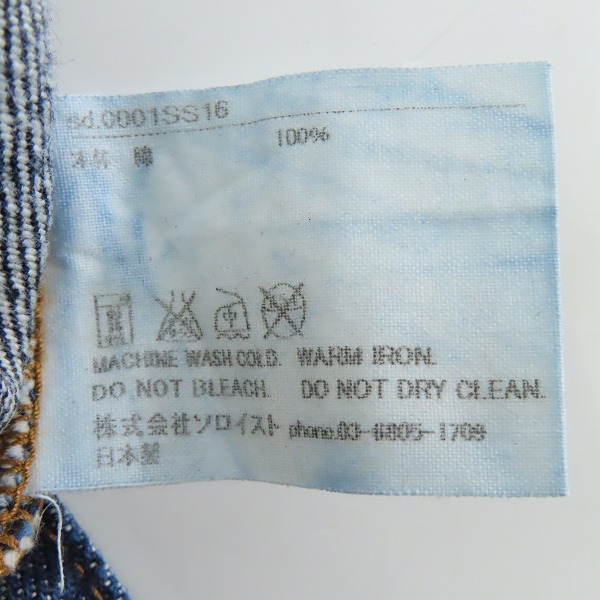 sd.0001SS16
本体 綿 100%
MACHINE WASH COLD. WARM IRON.
DO NOT BLEACH. DO NOT DRY CLEAN.
株式会社ソロイスト phone.03-6805-1709
日本製